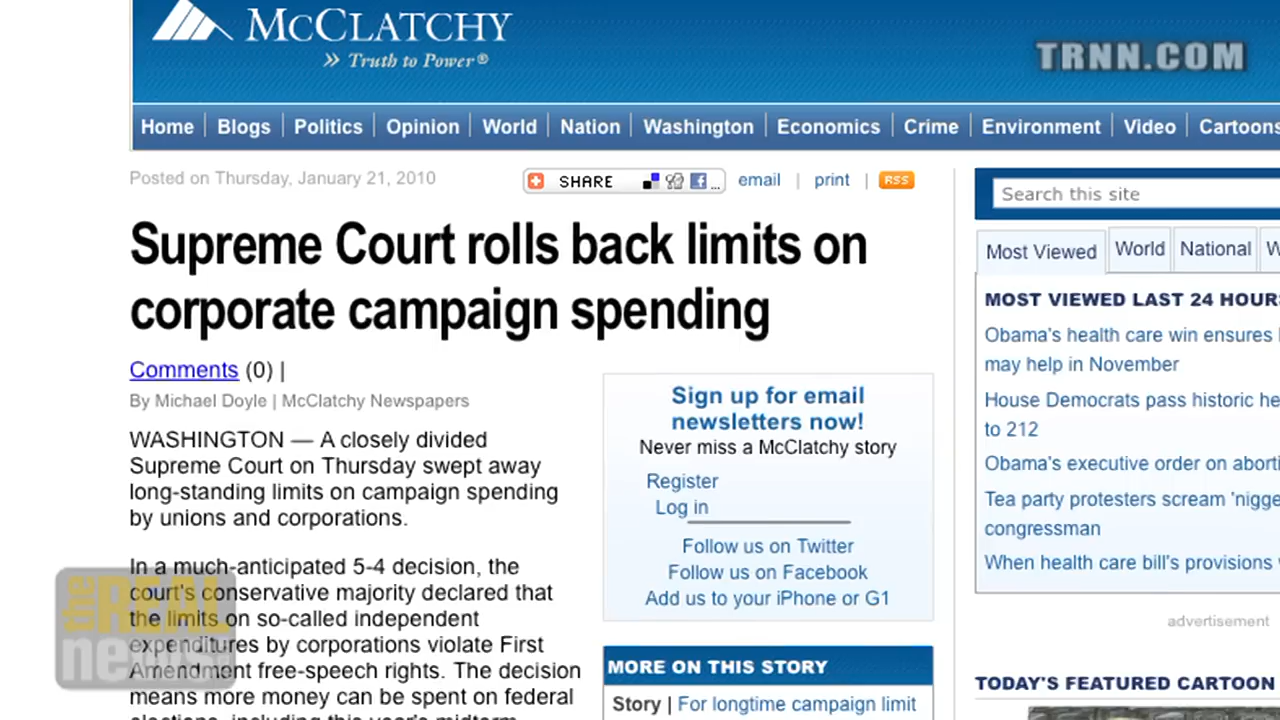 McCLATCHY
» Truth to Power®
TRNN.COM
Home | Blogs | Politics | Opinion | World | Nation | Washington | Economics | Crime | Environment | Video | Cartoons
Posted on Thursday, January 21, 2010
SHARE ... email | print | RSS
Search this site
Supreme Court rolls back limits on
corporate campaign spending
Comments (0) |
By Michael Doyle | McClatchy Newspapers
WASHINGTON — A closely divided
Supreme Court on Thursday swept away
long-standing limits on campaign spending
by unions and corporations.
In a much-anticipated 5-4 decision, the
court's conservative majority declared that
the limits on so-called independent
expenditures by corporations violate First
Amendment free-speech rights. The decision
means more money can be spent on federal
elections, including this year's midterm
the REAL
news
Sign up for email
newsletters now!
Never miss a McClatchy story
Register
Log in
Follow us on Twitter
Follow us on Facebook
Add us to your iPhone or G1
MORE ON THIS STORY
Story | For longtime campaign limit
Most Viewed World National W
MOST VIEWED LAST 24 HOURS
Obama's health care win ensures
may help in November
House Democrats pass historic he
to 212
Obama's executive order on aborti
Tea party protesters scream 'nigge
congressman
When health care bill's provisions
advertisement
TODAY'S FEATURED CARTOON